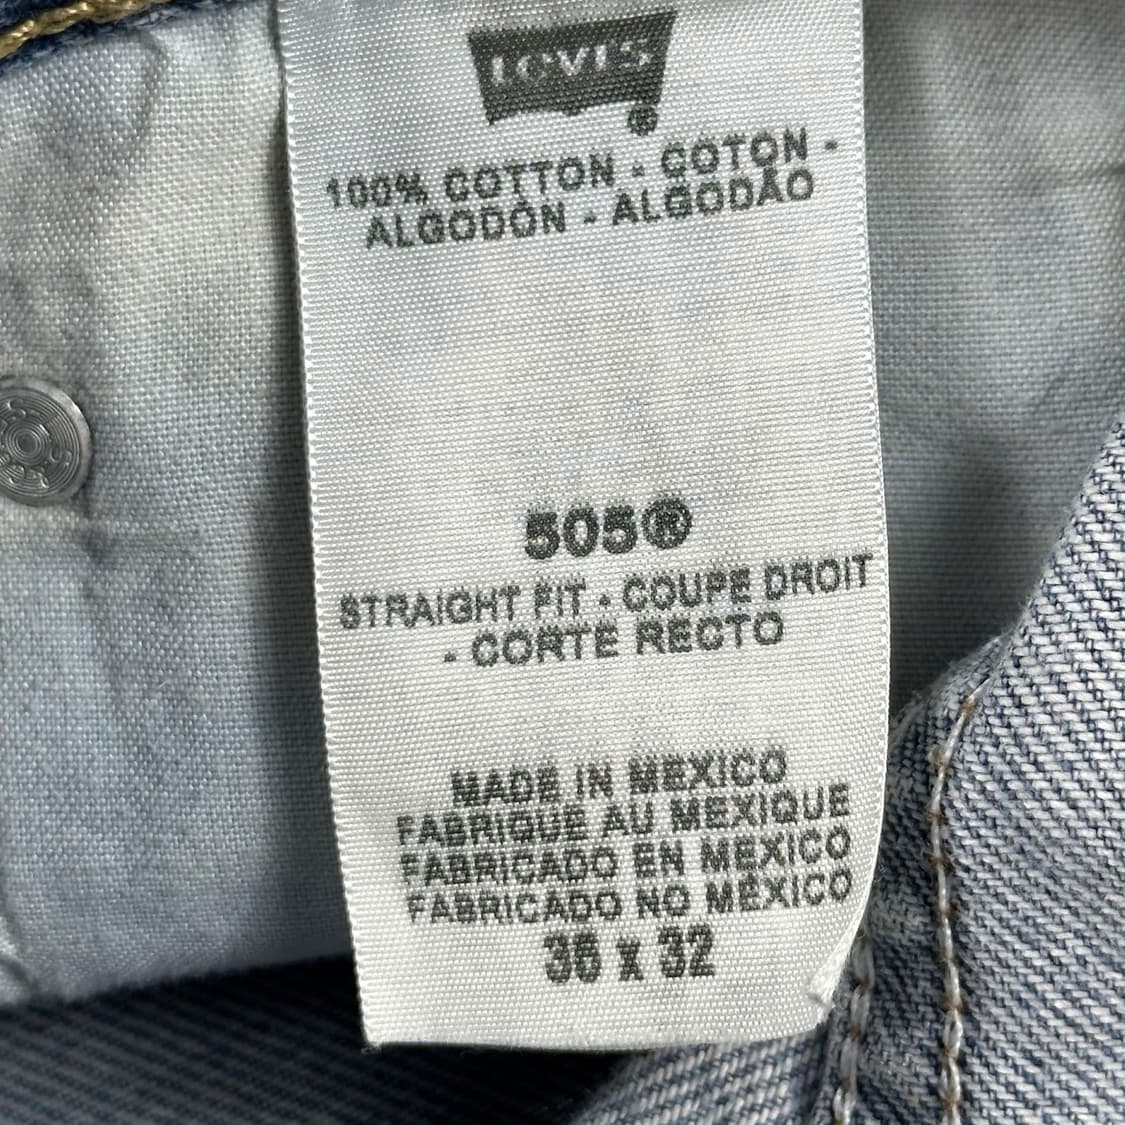 LEVI'S
®
100% COTTON - COTON -
ALGODÓN - ALGODÃO
505®
STRAIGHT FIT - COUPE DROIT
- CORTE RECTO
MADE IN MEXICO
FABRIQUE AU MEXIQUE
FABRICADO EN MEXICO
FABRICADO NO MÉXICO
36 x 32